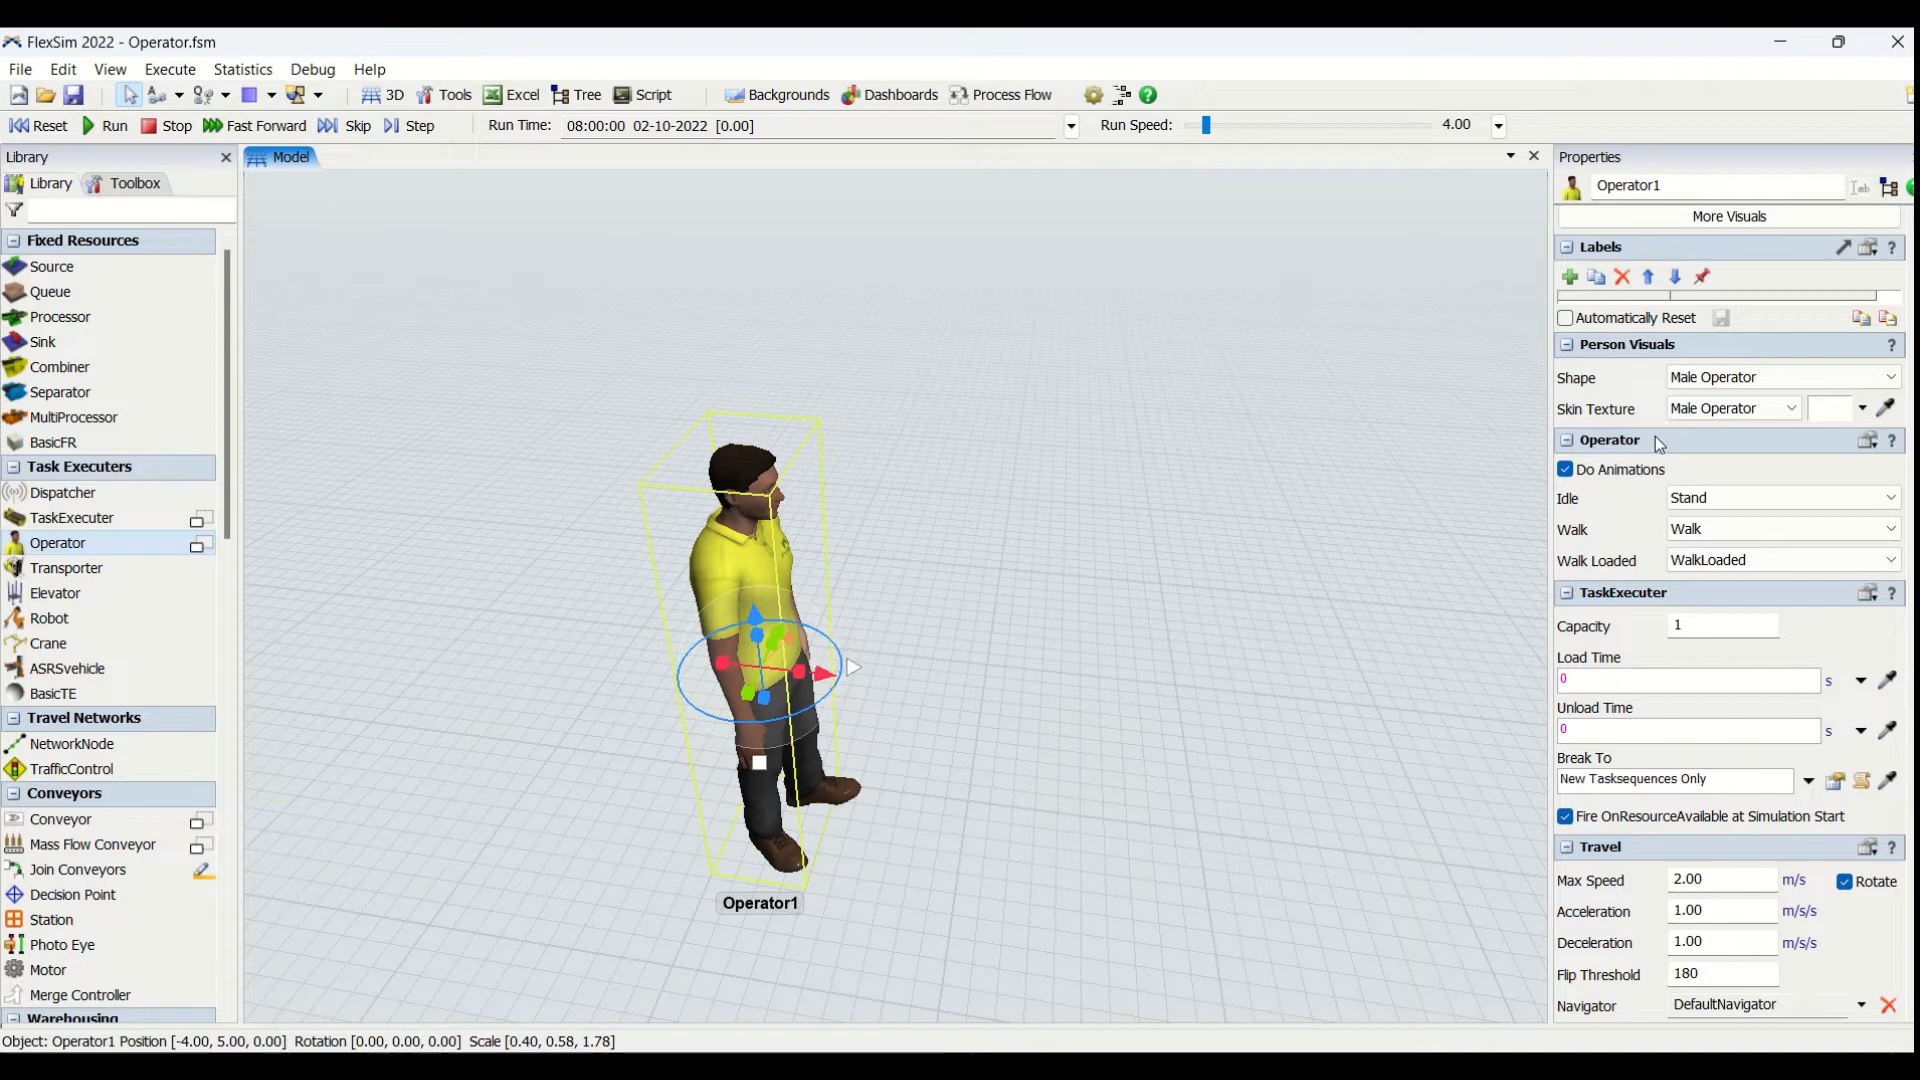 FlexSim 2022 - Operator.fsm
File Edit View Execute Statistics Debug Help
3D Tools Excel Tree Script Backgrounds Dashboards Process Flow
Reset Run Stop Fast Forward Skip Step Run Time: 08:00:00 02-10-2022 [0.00] Run Speed: 4.00
Library
Library Toolbox
Fixed Resources
Source
Queue
Processor
Sink
Combiner
Separator
MultiProcessor
BasicFR
Task Executers
Dispatcher
TaskExecuter
Operator
Transporter
Elevator
Robot
Crane
ASRSvehicle
BasicTE
Travel Networks
NetworkNode
TrafficControl
Conveyors
Conveyor
Mass Flow Conveyor
Join Conveyors
Decision Point
Station
Photo Eye
Motor
Merge Controller
Warehousing
Model
Operator1
Properties
Operator1
More Visuals
Labels
Automatically Reset
Person Visuals
Shape Male Operator
Skin Texture Male Operator
Operator
Do Animations
Idle Stand
Walk Walk
Walk Loaded WalkLoaded
TaskExecuter
Capacity 1
Load Time
0 s
Unload Time
0 s
Break To
New Tasksequences Only
Fire OnResourceAvailable at Simulation Start
Travel
Max Speed 2.00 m/s Rotate
Acceleration 1.00 m/s/s
Deceleration 1.00 m/s/s
Flip Threshold 180
Navigator DefaultNavigator
Object: Operator1 Position [-4.00, 5.00, 0.00] Rotation [0.00, 0.00, 0.00] Scale [0.40, 0.58, 1.78]